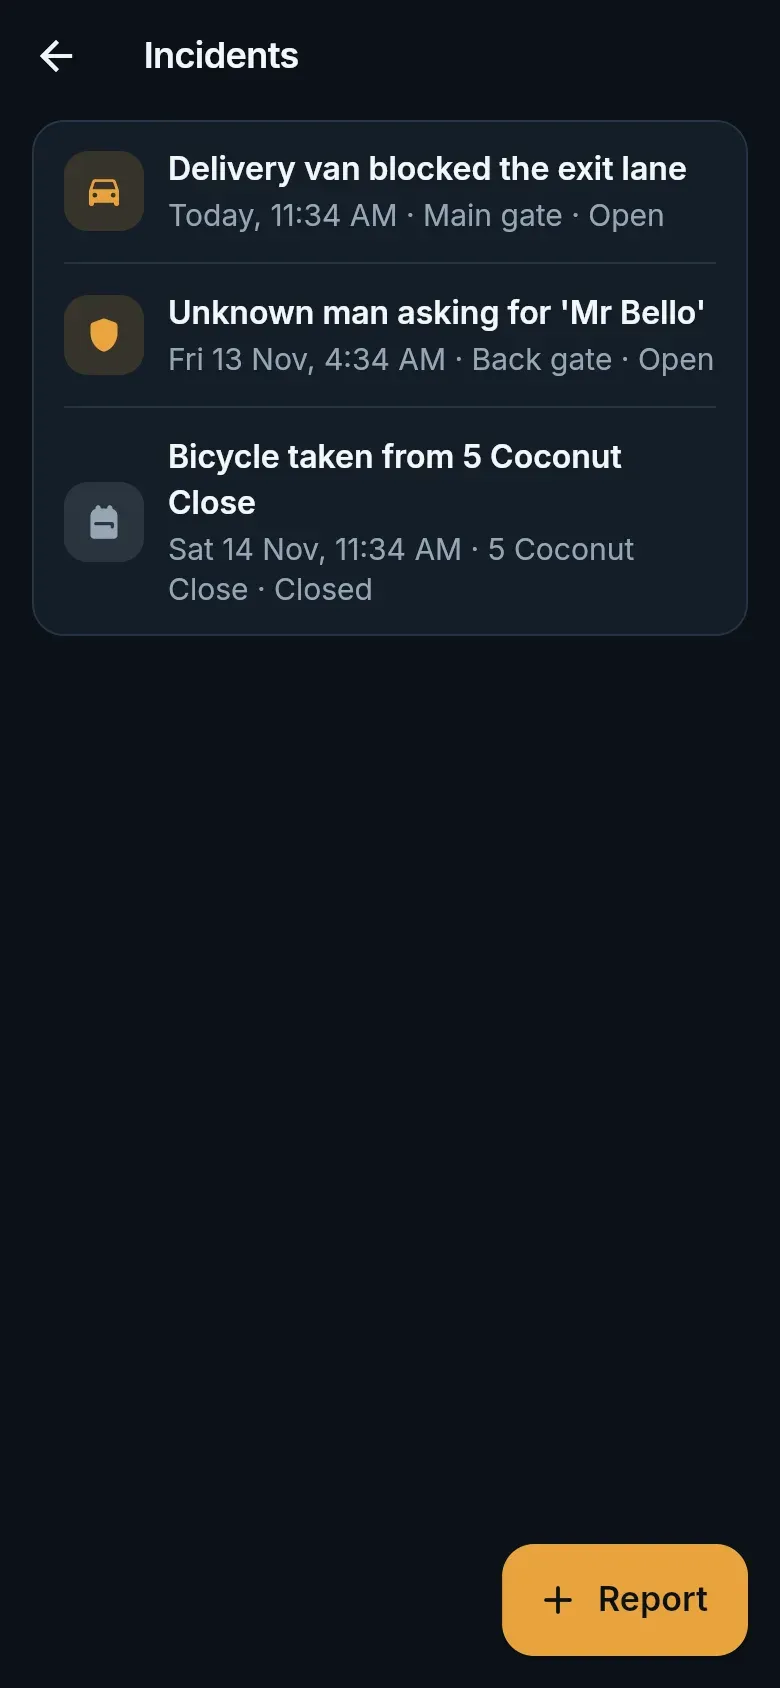 Incidents
Delivery van blocked the exit lane
Today, 11:34 AM · Main gate · Open
Unknown man asking for 'Mr Bello'
Fri 13 Nov, 4:34 AM · Back gate · Open
Bicycle taken from 5 Coconut
Close
Sat 14 Nov, 11:34 AM · 5 Coconut
Close · Closed
+ Report